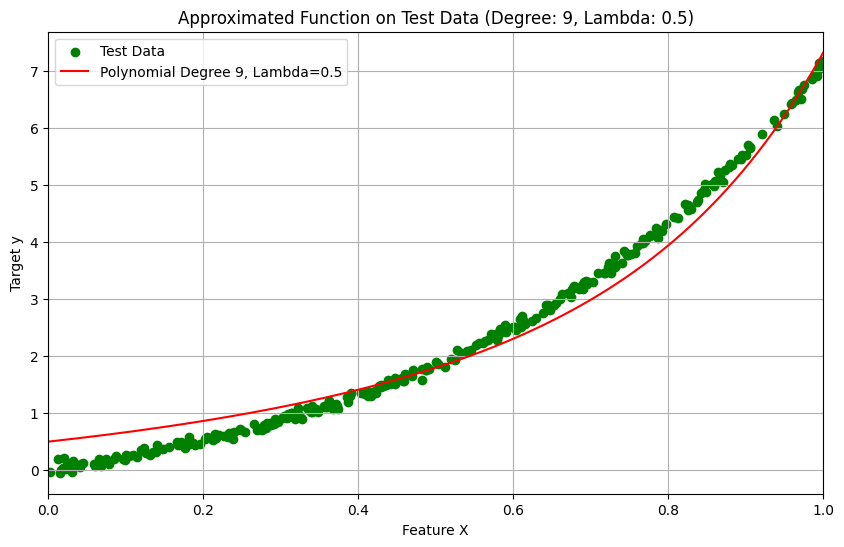 Approximated Function on Test Data (Degree: 9, Lambda: 0.5)
Test Data
Polynomial Degree 9, Lambda=0.5
Target y
7
6
5
4
3
2
1
0
0.0 0.2 0.4 0.6 0.8 1.0
Feature X